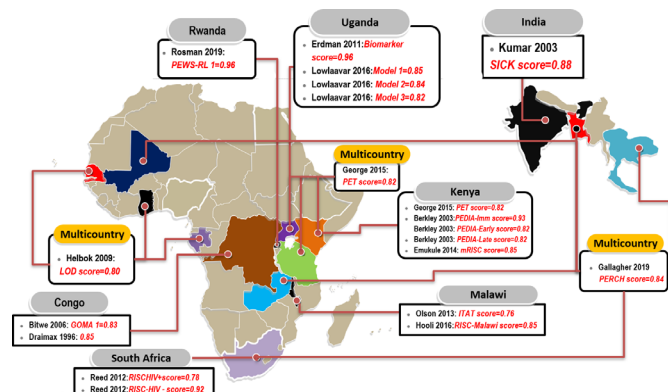 Rwanda
• Rosman 2019:
PEWS-RL 1=0.96
Uganda
• Erdman 2011:Biomarker
score=0.96
• Lowlaavar 2016:Model 1=0.85
• Lowlaavar 2016: Model 2=0.84
• Lowlaavar 2016: Model 3=0.82
India
• Kumar 2003
SICK score=0.88
Multicountry
George 2015:
PET score=0.82
Kenya
• George 2015: PET score=0.82
• Berkley 2003:PEDIA-Imm score=0.93
Berkley 2003:PEDIA-Early score=0.82
• Berkley 2003:PEDIA-Late score=0.82
• Emukule 2014: mRISC score=0.85
Multicountry
• Helbok 2009:
LOD score=0.80
Multicountry
• Gallagher 2019
PERCH score=0.84
Congo
• Bitwe 2006: GOMA 1=0.83
• Draimax 1996: 0.85
Malawi
• Olson 2013: ITAT score=0.76
• Hooli 2016:RISC-Malawi score=0.85
South Africa
• Reed 2012:RISCHIV+score=0.78
• Reed 2012:RISC-HIV - score=0.92